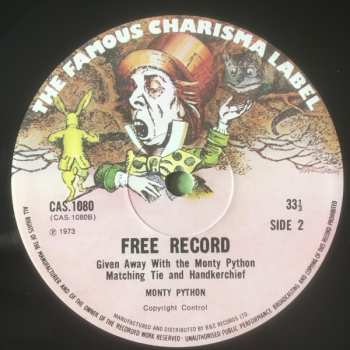 THE FAMOUS CHARISMA LABEL
CAS.1080
(CAS.1080B)
℗ 1973
33⅓
SIDE 2
FREE RECORD
Given Away With the Monty Python
Matching Tie and Handkerchief
MONTY PYTHON
Copyright Control
MANUFACTURED AND DISTRIBUTED BY B&C RECORDS LTD.
ALL RIGHTS OF THE MANUFACTURER AND OF THE OWNER OF THE RECORDED WORK RESERVED · UNAUTHORISED PUBLIC PERFORMANCE, BROADCASTING AND COPYING OF THIS RECORD PROHIBITED